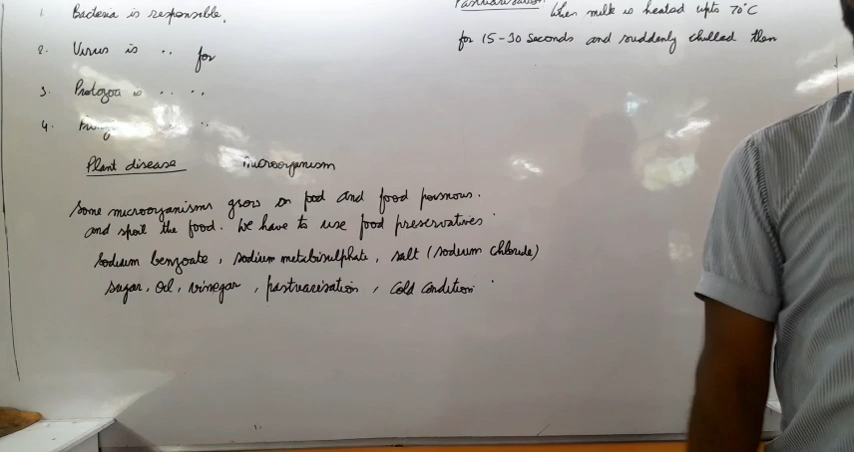 1. Bacteria is responsible.
2. Virus is .. for
3. Protozoa is .. ..
4. ..
Plant disease microorganism
Some microorganisms grow on food and food poisnous.
and spoil the food. We have to use food preservatives
Sodium benzoate, sodium metabisulphate, salt (sodium chloride)
sugar, oil, vinegar, pastuarisation, cold condition
When milk is heated upto 70°C
for 15-30 seconds and suddenly chilled then